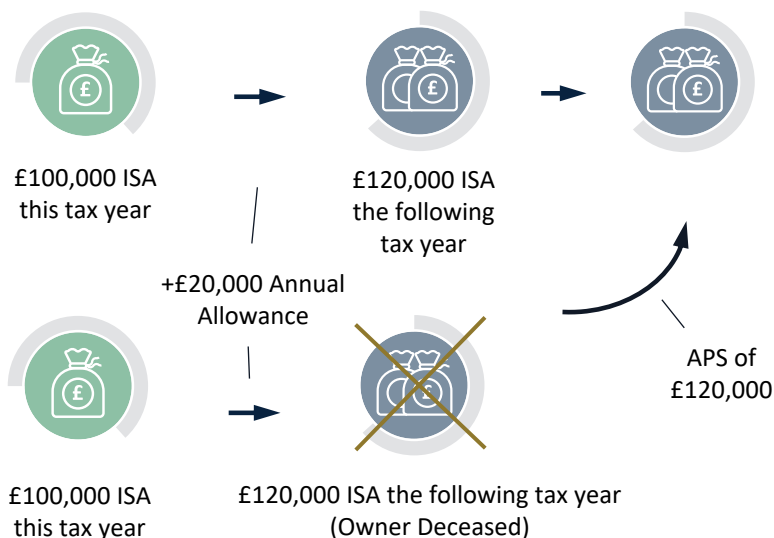 £
£
£
£100,000 ISA
this tax year
£120,000 ISA
the following
tax year
+£20,000 Annual
Allowance
£
£
APS of
£120,000
£100,000 ISA
this tax year
£120,000 ISA the following tax year
(Owner Deceased)